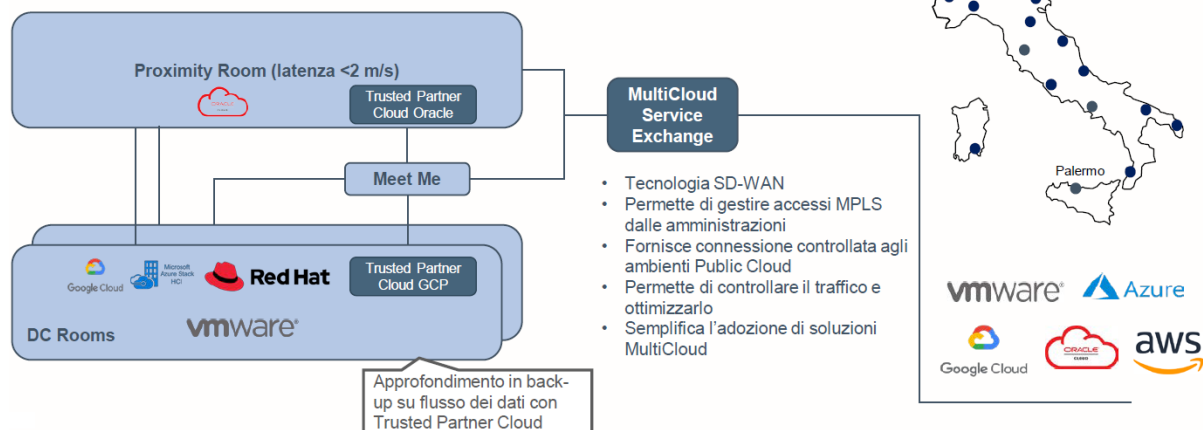 Proximity Room (latenza <2 m/s)
ORACLE
CLOUD
Trusted Partner
Cloud Oracle
Meet Me
Google Cloud
Microsoft
Azure Stack
HCI
Red Hat
Trusted Partner
Cloud GCP
vmware®
DC Rooms
Approfondimento in back-
up su flusso dei dati con
Trusted Partner Cloud
MultiCloud
Service
Exchange
• Tecnologia SD-WAN
• Permette di gestire accessi MPLS
dalle amministrazioni
• Fornisce connessione controllata agli
ambienti Public Cloud
• Permette di controllare il traffico e
ottimizzarlo
• Semplifica l’adozione di soluzioni
MultiCloud
Palermo
vmware®
Azure
Google Cloud
ORACLE
CLOUD
aws